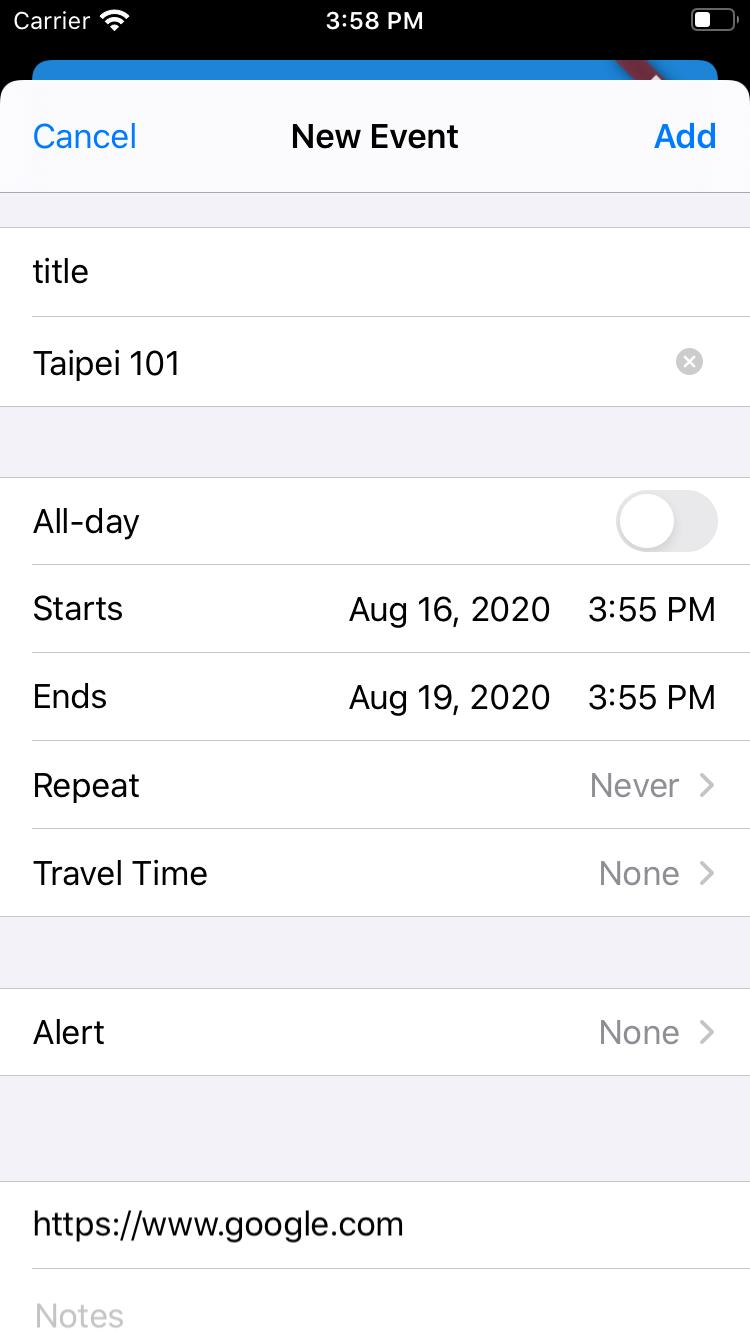 Carrier 3:58 PM
Cancel New Event Add
title
Taipei 101
All-day
Starts Aug 16, 2020 3:55 PM
Ends Aug 19, 2020 3:55 PM
Repeat Never
Travel Time None
Alert None
https://www.google.com
Notes